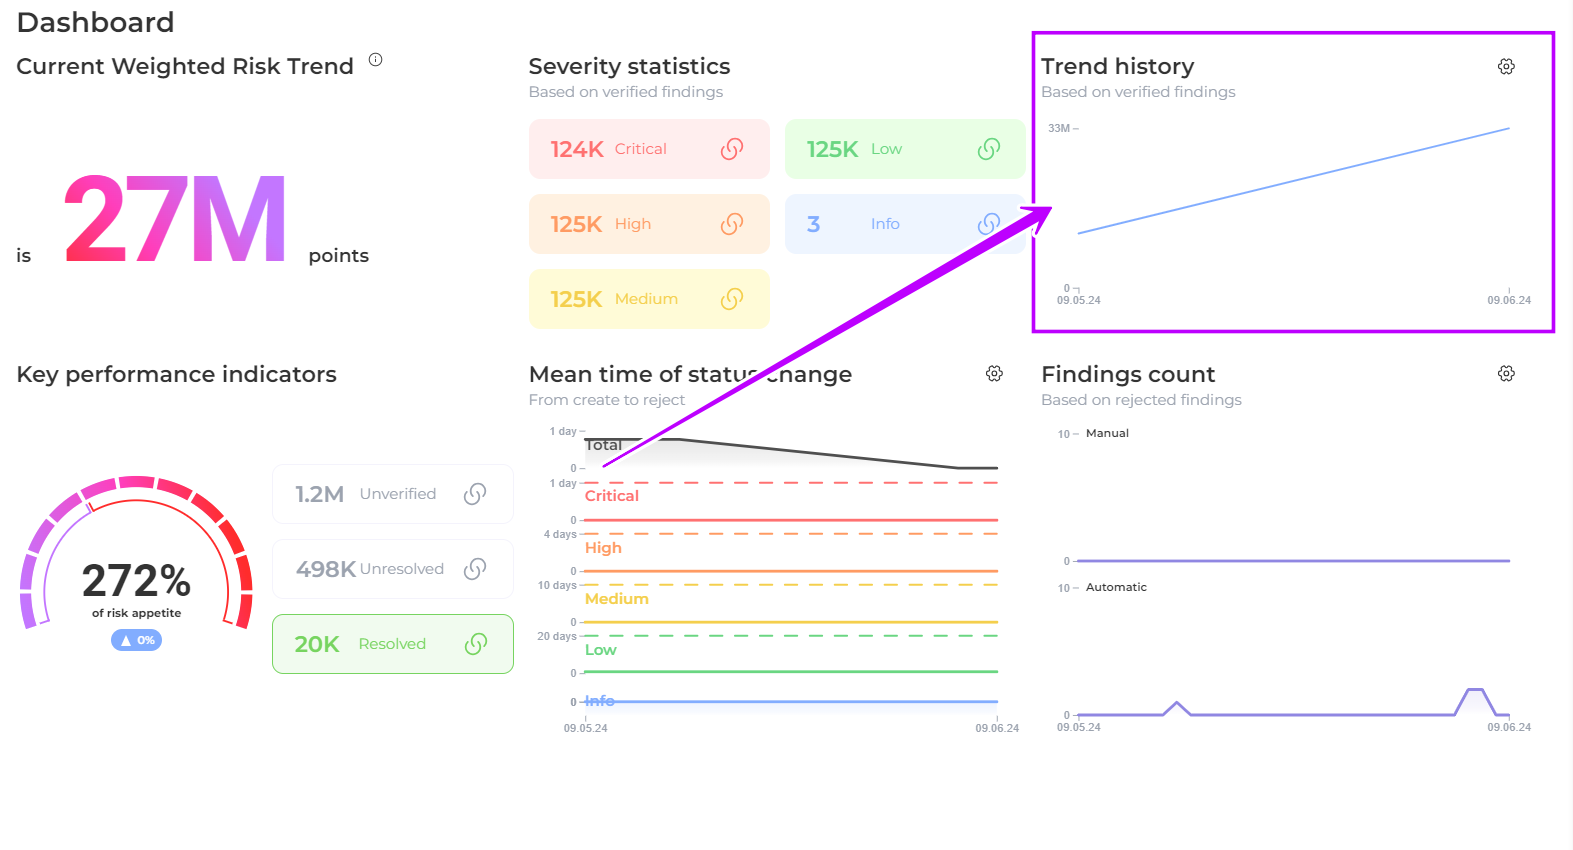 Dashboard
Current Weighted Risk Trend
is 27M points
Severity statistics
Based on verified findings
124K Critical
125K Low
125K High
3 Info
125K Medium
Trend history
Based on verified findings
33M
0
09.05.24 09.06.24
Key performance indicators
272%
of risk appetite
▲ 0%
1.2M Unverified
498K Unresolved
20K Resolved
Mean time of status change
From create to reject
1 day
Total
0
1 day
Critical
0
4 days
High
0
10 days
Medium
0
20 days
Low
0
0 Info
09.05.24 09.06.24
Findings count
Based on rejected findings
10 Manual
0
10 Automatic
0
09.05.24 09.06.24